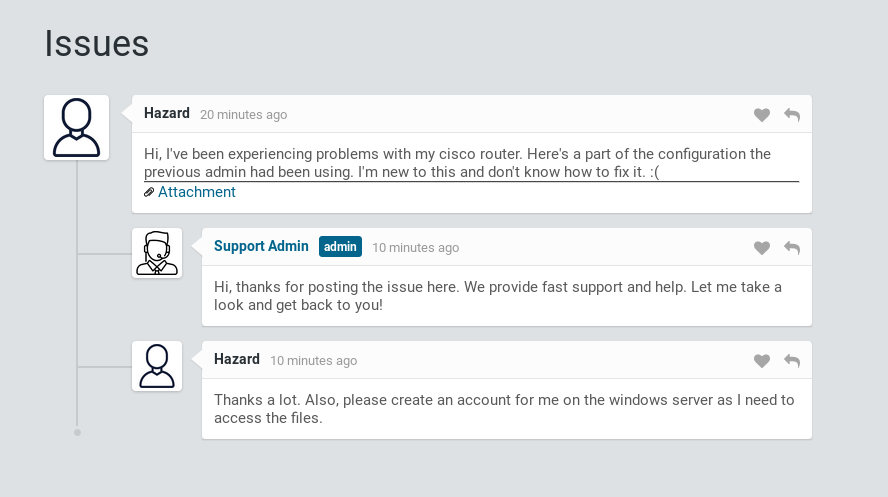 Issues
Hazard 20 minutes ago
Hi, I've been experiencing problems with my cisco router. Here's a part of the configuration the
previous admin had been using. I'm new to this and don't know how to fix it. :(
Attachment
Support Admin admin 10 minutes ago
Hi, thanks for posting the issue here. We provide fast support and help. Let me take a
look and get back to you!
Hazard 10 minutes ago
Thanks a lot. Also, please create an account for me on the windows server as I need to
access the files.